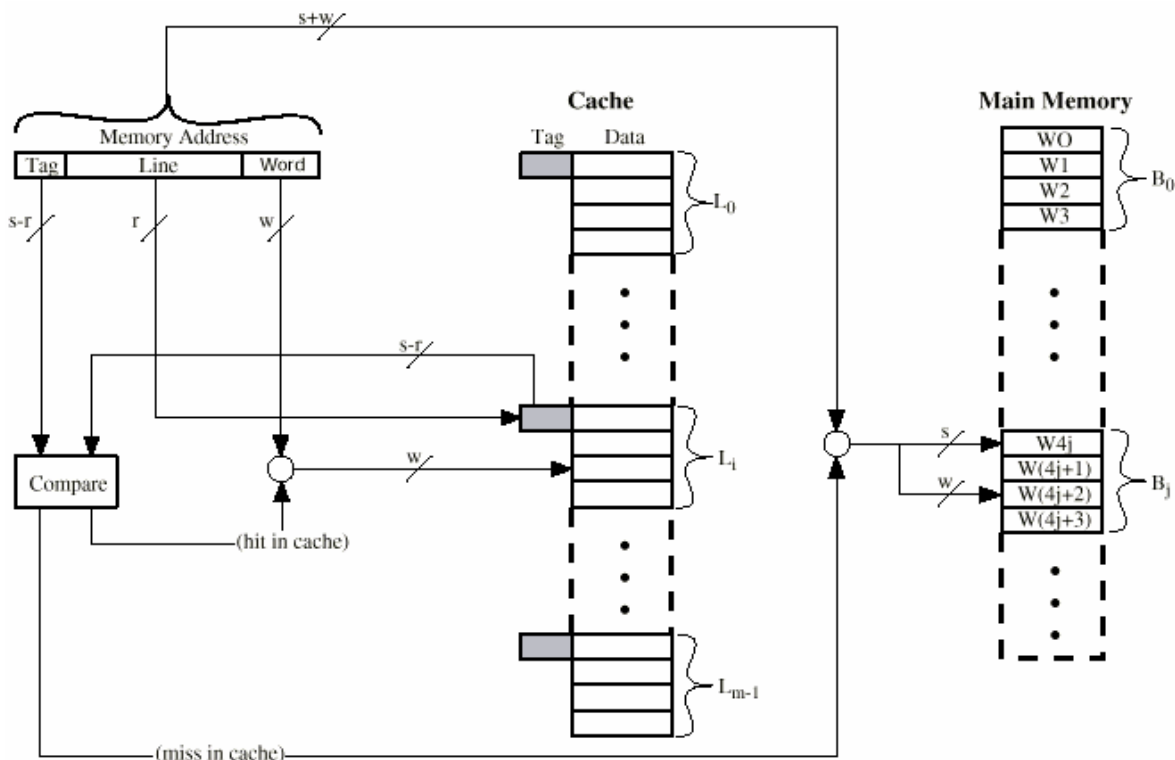 s+w
Cache
Main Memory
Memory Address
Tag Data
Tag Line Word
WO
W1
W2
W3
B0
L0
s-r
r
w
s-r
Compare
w
Li
s
w
W4j
W(4j+1)
W(4j+2)
W(4j+3)
Bj
(hit in cache)
Lm-1
(miss in cache)